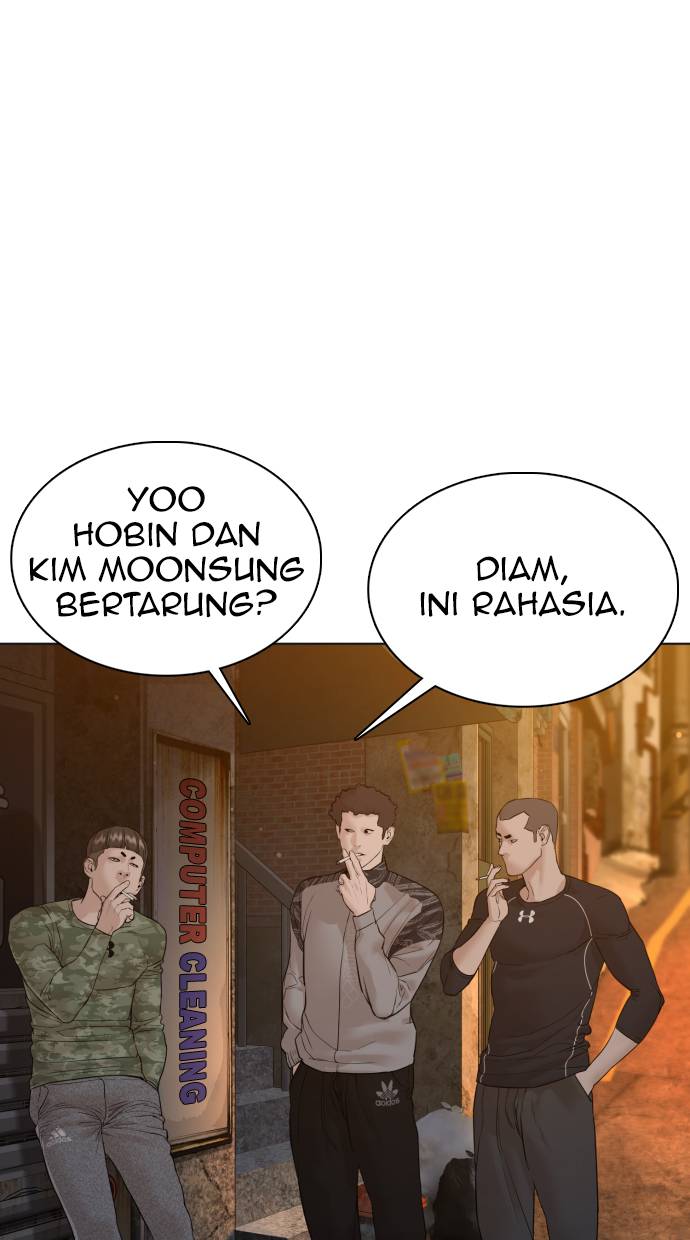 YOO
HOBIN DAN
KIM MOONSUNG
BERTARUNG?
DIAM,
INI RAHASIA.
COMPUTER CLEANING
adidas
adidas